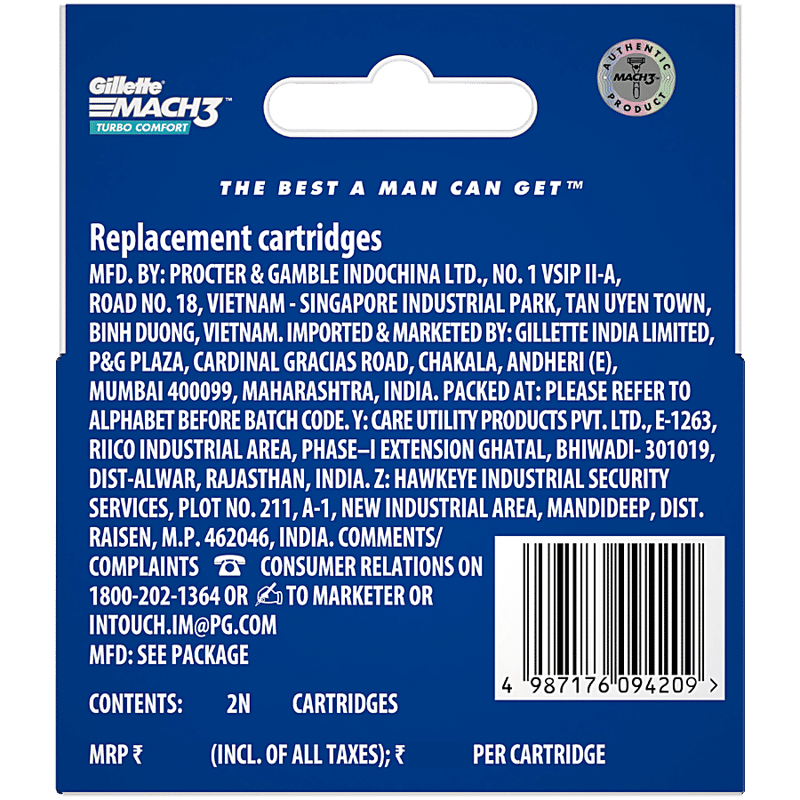 Gillette®
MACH3™
TURBO COMFORT
AUTHENTIC
MACH3™
PRODUCT
THE BEST A MAN CAN GET™
Replacement cartridges
MFD. BY: PROCTER & GAMBLE INDOCHINA LTD., NO. 1 VSIP II-A,
ROAD NO. 18, VIETNAM - SINGAPORE INDUSTRIAL PARK, TAN UYEN TOWN,
BINH DUONG, VIETNAM. IMPORTED & MARKETED BY: GILLETTE INDIA LIMITED,
P&G PLAZA, CARDINAL GRACIAS ROAD, CHAKALA, ANDHERI (E),
MUMBAI 400099, MAHARASHTRA, INDIA. PACKED AT: PLEASE REFER TO
ALPHABET BEFORE BATCH CODE. Y: CARE UTILITY PRODUCTS PVT. LTD., E-1263,
RIICO INDUSTRIAL AREA, PHASE–I EXTENSION GHATAL, BHIWADI- 301019,
DIST-ALWAR, RAJASTHAN, INDIA. Z: HAWKEYE INDUSTRIAL SECURITY
SERVICES, PLOT NO. 211, A-1, NEW INDUSTRIAL AREA, MANDIDEEP, DIST.
RAISEN, M.P. 462046, INDIA. COMMENTS/
COMPLAINTS ☎ CONSUMER RELATIONS ON
1800-202-1364 OR ✍ TO MARKETER OR
INTOUCH.IM@PG.COM
MFD: SEE PACKAGE
4 987176 094209 >
CONTENTS: 2N CARTRIDGES
MRP ₹ (INCL. OF ALL TAXES); ₹ PER CARTRIDGE